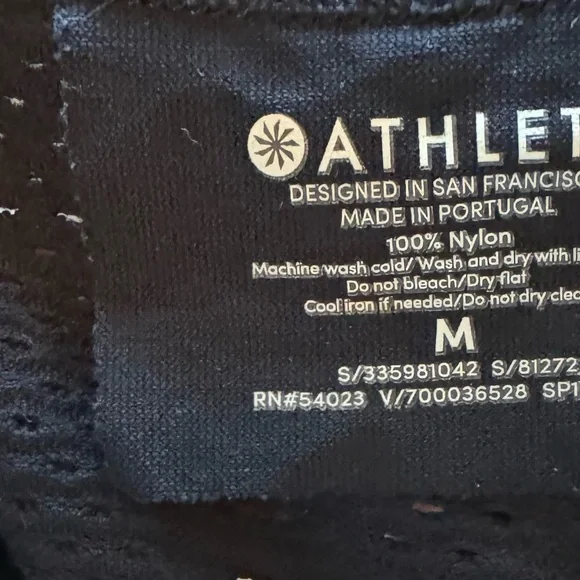 ATHLET
DESIGNED IN SAN FRANCISC
MADE IN PORTUGAL
100% Nylon
Machine wash cold/Wash and dry with li
Do not bleach/Dry flat
Cool iron if needed/Do not dry clea
M
S/335981042 S/81272
RN#54023 V/700036528 SP1